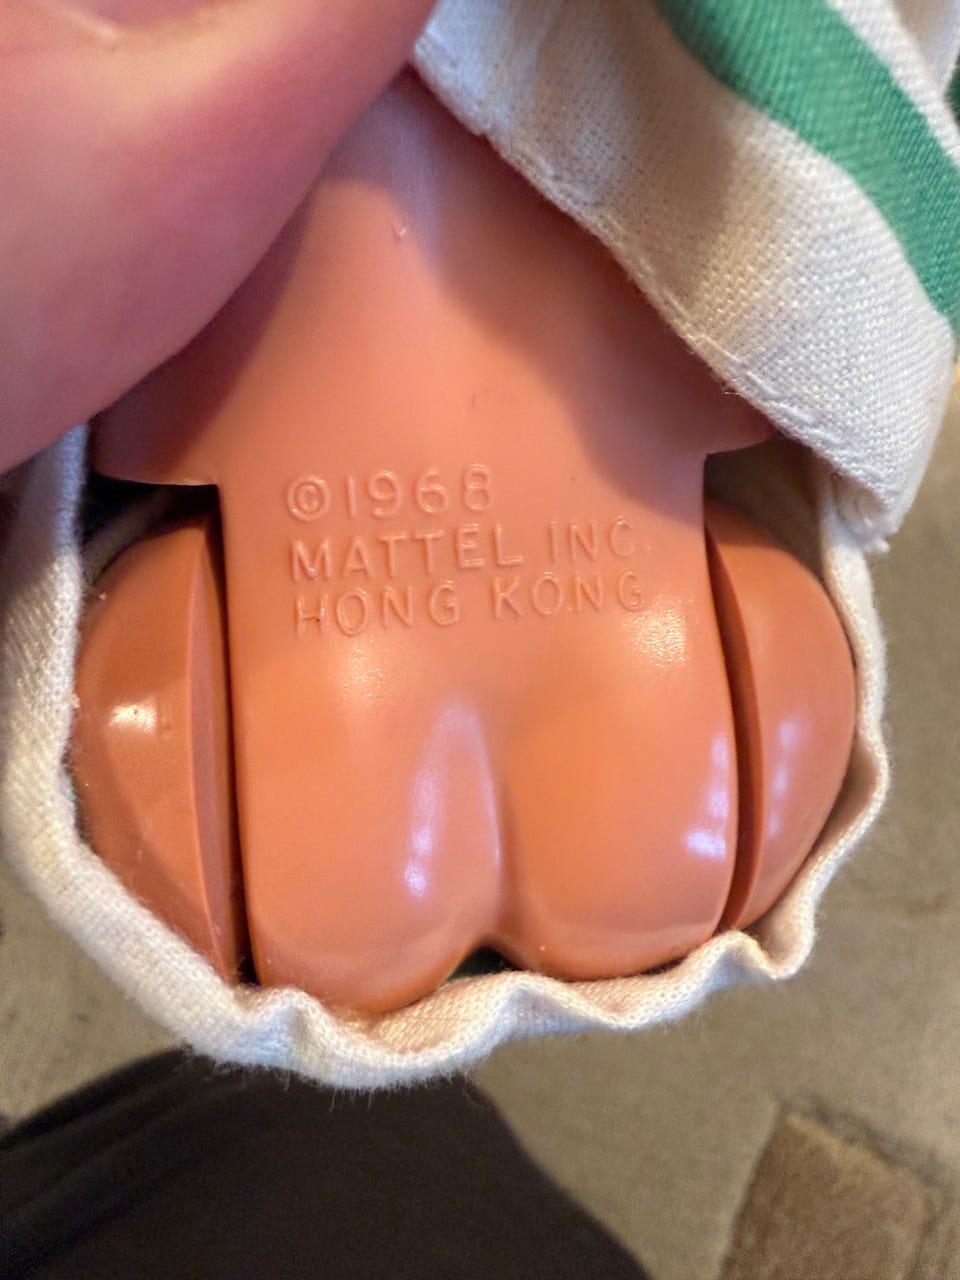 ©1968
MATTEL INC.
HONG KONG